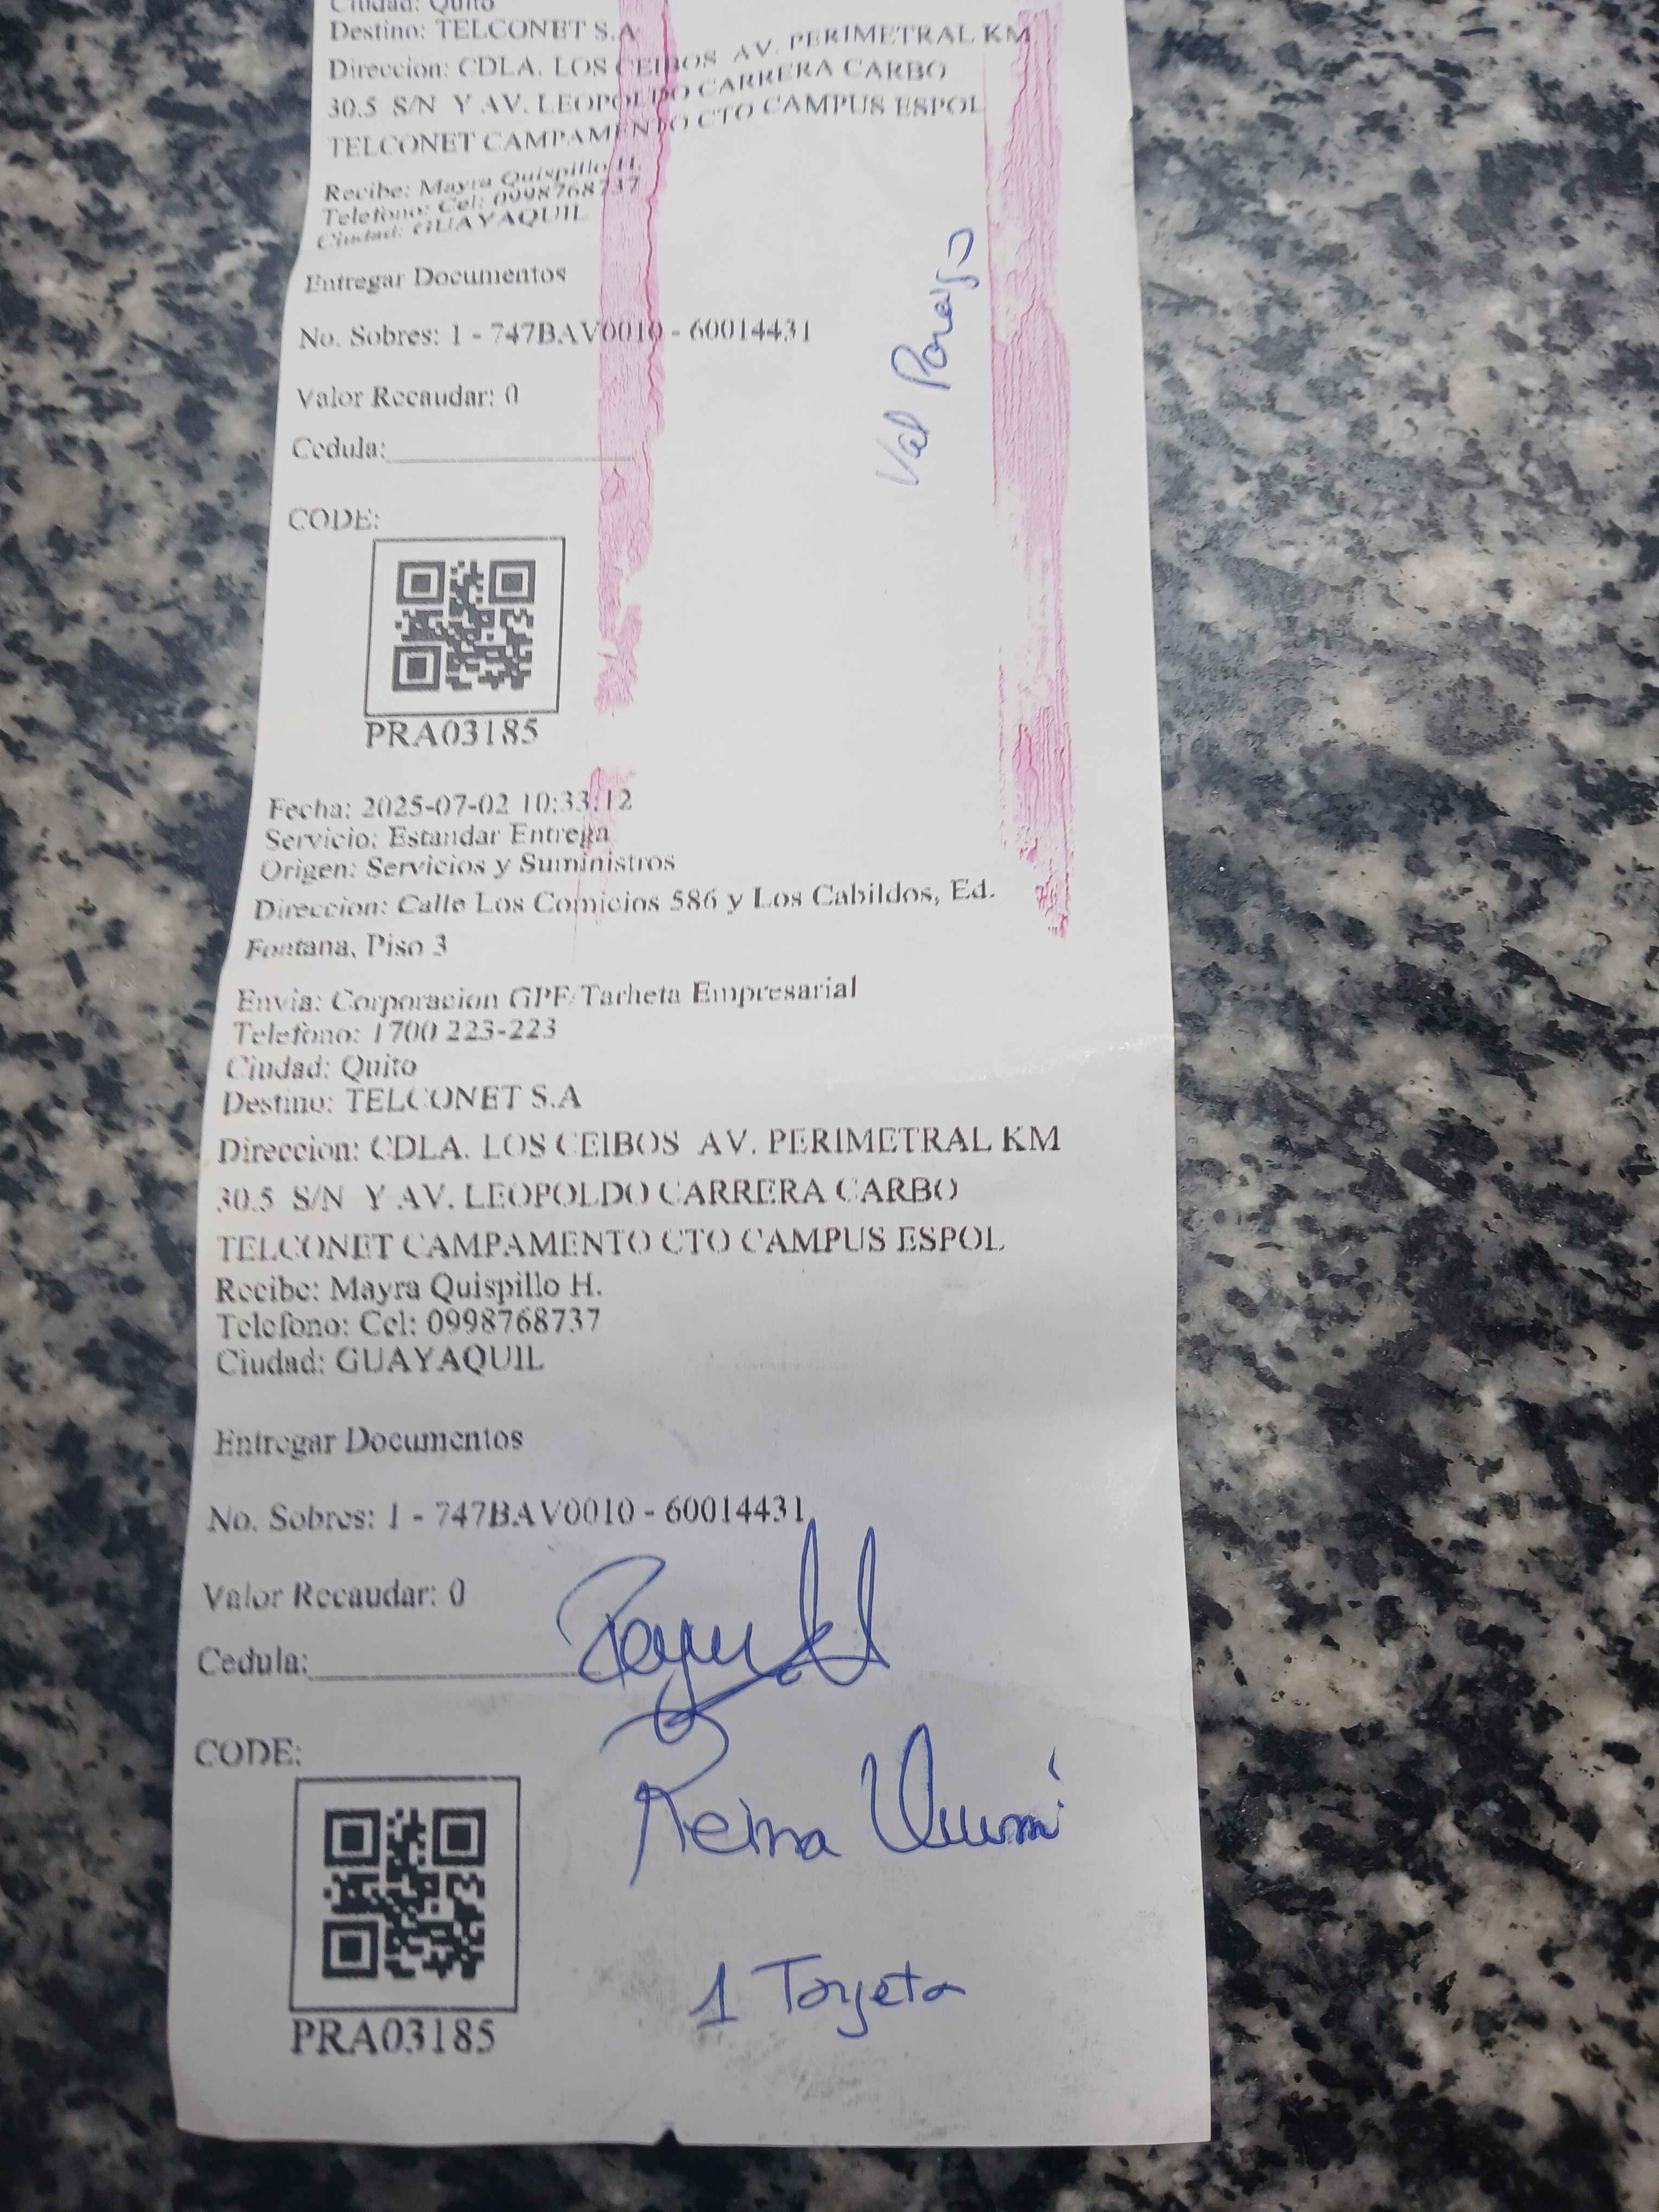 Ciudad: Quito
Destino: TELCONET S.A
Direccion: CDLA. LOS CEIBOS AV. PERIMETRAL KM
30.5 S/N Y AV. LEOPOLDO CARRERA CARBO
TELCONET CAMPAMENTO CTO CAMPUS ESPOL
Recibe: Mayra Quispillo H.
Telefono: Cel: 0998768737
Ciudad: GUAYAQUIL
Entregar Documentos
No. Sobres: 1 - 747BAV0010 - 60014431
Valor Recaudar: 0
Cedula:
CODE:
PRA03185
Val
Fecha: 2025-07-02 10:33:12
Servicio: Estandar Entrega
Origen: Servicios y Suministros
Direccion: Calle Los Comicios 586 y Los Cabildos, Ed.
Fontana, Piso 3
Envia: Corporacion GPF/Tarheta Empresarial
Telefono: 1700 223-223
Ciudad: Quito
Destino: TELCONET S.A
Direccion: CDLA. LOS CEIBOS AV. PERIMETRAL KM
30.5 S/N Y AV. LEOPOLDO CARRERA CARBO
TELCONET CAMPAMENTO CTO CAMPUS ESPOL
Recibe: Mayra Quispillo H.
Telefono: Cel: 0998768737
Ciudad: GUAYAQUIL
Entregar Documentos
No. Sobres: 1 - 747BAV0010 - 60014431
Valor Recaudar: 0
Cedula:
CODE:
Reina
1 Tarjeta
PRA03185